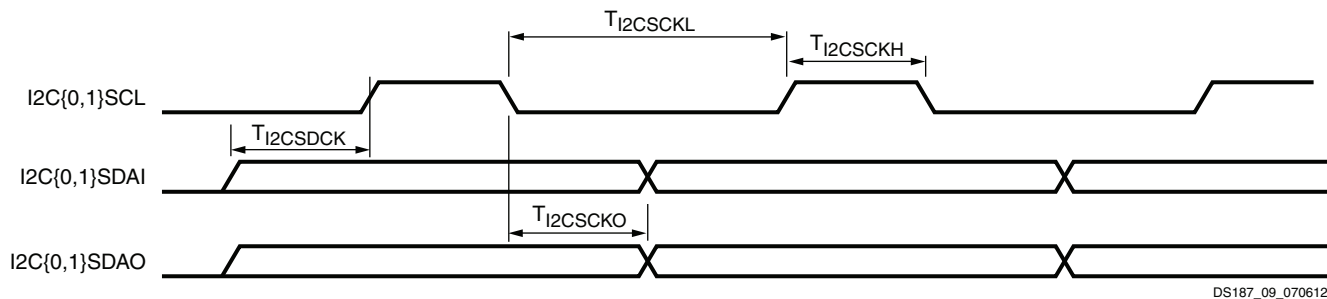 TI2CSCKL
TI2CSCKH
I2C{0,1}SCL
TI2CSDCK
I2C{0,1}SDAI
TI2CSCKO
I2C{0,1}SDAO
DS187_09_070612